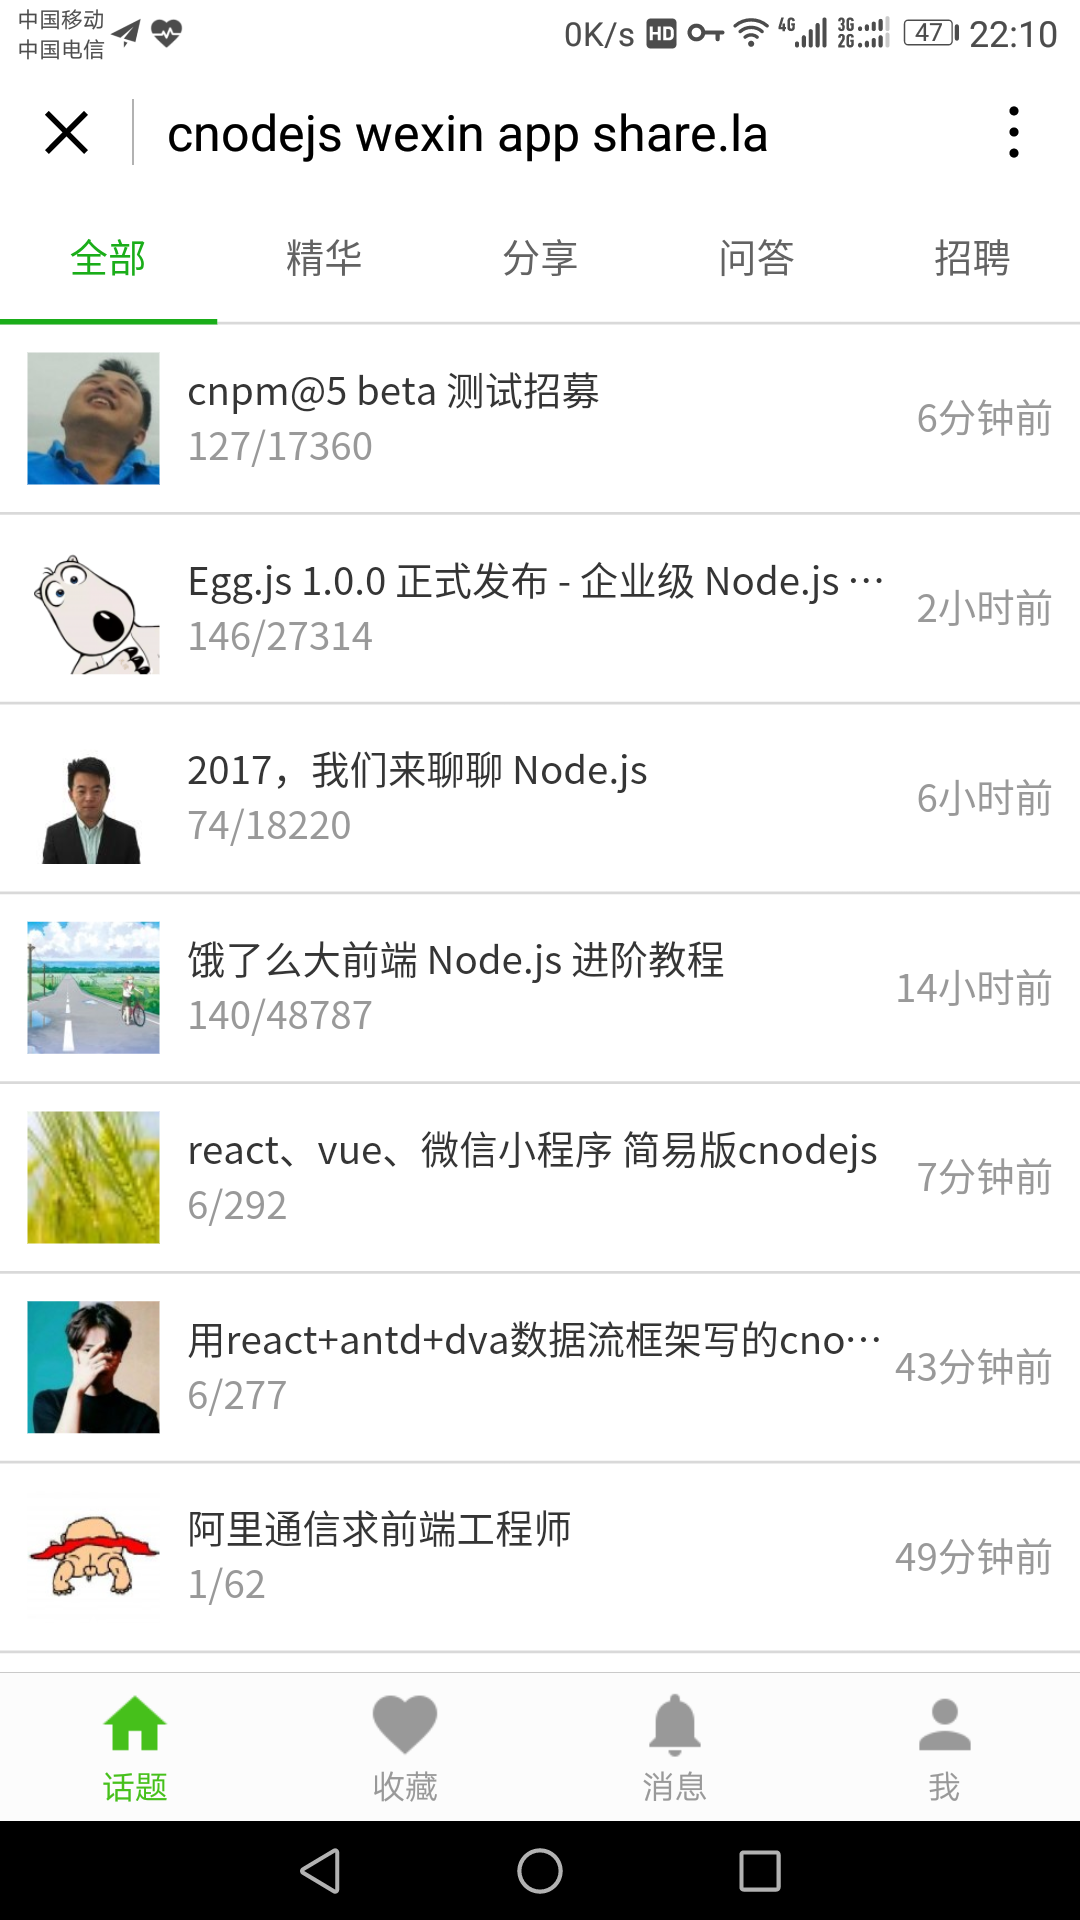 中国移动
中国电信
0K/s HD 4G 3G 2G 47 22:10
cnodejs wexin app share.la
全部 精华 分享 问答 招聘
cnpm@5 beta 测试招募
127/17360
6分钟前
Egg.js 1.0.0 正式发布 - 企业级 Node.js …
146/27314
2小时前
2017，我们来聊聊 Node.js
74/18220
6小时前
饿了么大前端 Node.js 进阶教程
140/48787
14小时前
react、vue、微信小程序 简易版cnodejs
6/292
7分钟前
用react+antd+dva数据流框架写的cno…
6/277
43分钟前
阿里通信求前端工程师
1/62
49分钟前
话题 收藏 消息 我